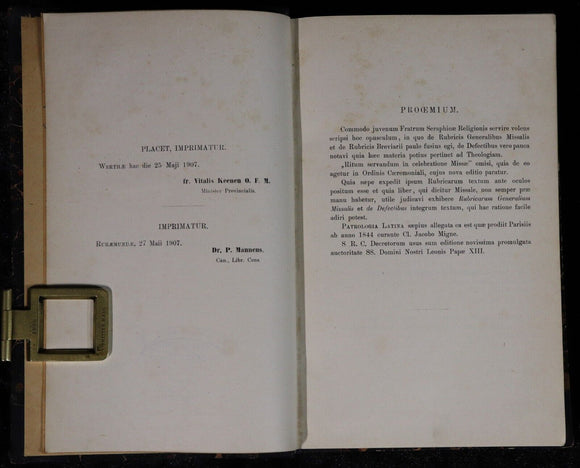 PLACET, IMPRIMATUR.
WERTHÆ hac die 25 Maji 1907.
fr. Vitalis Keenen O. F. M.
Minister Provincialis.
IMPRIMATUR.
RURÆMUNDÆ, 27 Maii 1907.
Dr. P. Mannens.
Can., Libr. Cens.
PROŒMIUM.
Commodo juvenum Fratrum Seraphicæ Religionis servire volens
scripsi hoc opusculum, in quo de Rubricis Generalibus Missalis
et de Rubricis Breviarii paulo fusius egi, de Defectibus vero pauca
notavi quia hæc materia potius pertinet ad Theologiam.
„Ritum servandum in celebratione Missæ" omisi, quia de eo
agetur in Ordinis Cæremoniali, cujus nova editio paratur.
Quia sæpe expedit ipsum Rubricarum textum ante oculos
positum esse et quia liber, qui dicitur Missale, non semper præ
manu habetur, utile judicavi exhibere Rubricarum Generalium
Missalis et de Defectibus integrum textum, qui hac ratione facile
adiri potest.
PATROLOGIA LATINA sæpius allegata ea est quæ prodiit Parisiis
ab anno 1844 curante Cl. Jacobo Migne.
S. R. C. Decretorum usus sum editione novissima promulgata
auctoritate SS. Domini Nostri Leonis Papæ XIII.